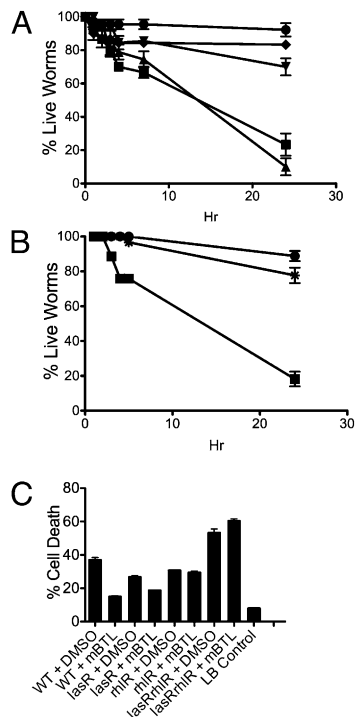 A
100
80
60
40
20
0
% Live Worms
0
10
20
30
Hr
B
100
80
60
40
20
0
% Live Worms
0
10
20
30
Hr
C
80
60
40
20
0
% Cell Death
WT + DMSO
WT + mBTL
lasR + DMSO
lasR + mBTL
rhlR + DMSO
rhlR + mBTL
lasRrhlR + DMSO
lasRrhlR + mBTL
LB Control